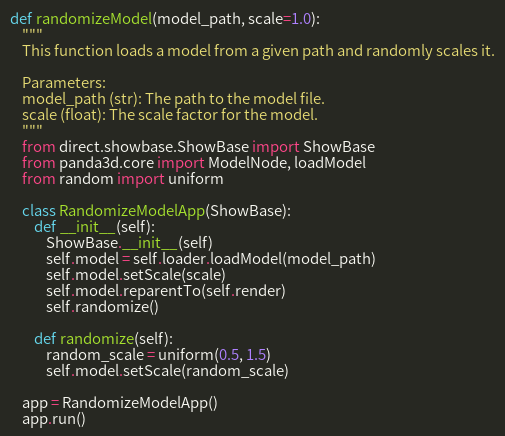 def randomizeModel(model_path, scale=1.0):
    """
    This function loads a model from a given path and randomly scales it.

    Parameters:
    model_path (str): The path to the model file.
    scale (float): The scale factor for the model.
    """
    from direct.showbase.ShowBase import ShowBase
    from panda3d.core import ModelNode, loadModel
    from random import uniform

    class RandomizeModelApp(ShowBase):
        def __init__(self):
            ShowBase.__init__(self)
            self.model = self.loader.loadModel(model_path)
            self.model.setScale(scale)
            self.model.reparentTo(self.render)
            self.randomize()

        def randomize(self):
            random_scale = uniform(0.5, 1.5)
            self.model.setScale(random_scale)

    app = RandomizeModelApp()
    app.run()